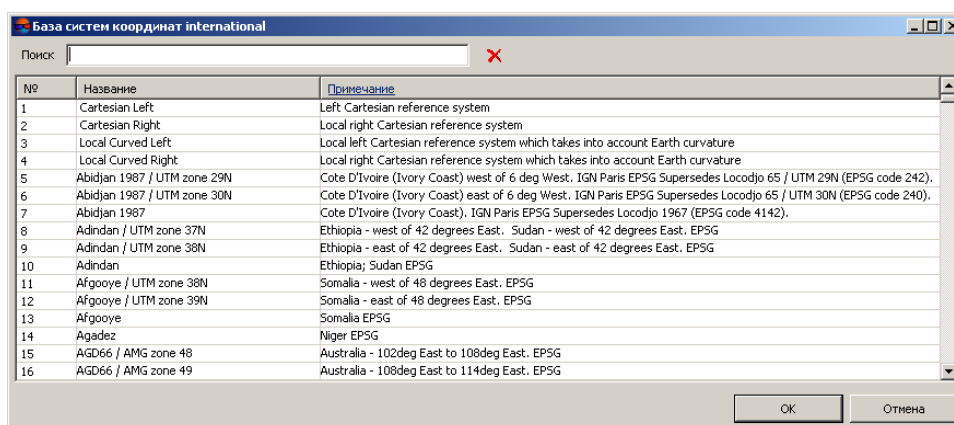 База систем координат international
Поиск
№ Название Примечание
1 Cartesian Left Left Cartesian reference system
2 Cartesian Right Local right Cartesian reference system
3 Local Curved Left Local left Cartesian reference system which takes into account Earth curvature
4 Local Curved Right Local right Cartesian reference system which takes into account Earth curvature
5 Abidjan 1987 / UTM zone 29N Cote D'Ivoire (Ivory Coast) west of 6 deg West. IGN Paris EPSG Supersedes Locodjo 65 / UTM 29N (EPSG code 242).
6 Abidjan 1987 / UTM zone 30N Cote D'Ivoire (Ivory Coast) east of 6 deg West. IGN Paris EPSG Supersedes Locodjo 65 / UTM 30N (EPSG code 240).
7 Abidjan 1987 Cote D'Ivoire (Ivory Coast). IGN Paris EPSG Supersedes Locodjo 1967 (EPSG code 4142).
8 Adindan / UTM zone 37N Ethiopia - west of 42 degrees East. Sudan - west of 42 degrees East. EPSG
9 Adindan / UTM zone 38N Ethiopia - east of 42 degrees East. Sudan - east of 42 degrees East. EPSG
10 Adindan Ethiopia; Sudan EPSG
11 Afgooye / UTM zone 38N Somalia - west of 48 degrees East. EPSG
12 Afgooye / UTM zone 39N Somalia - east of 48 degrees East. EPSG
13 Afgooye Somalia EPSG
14 Agadez Niger EPSG
15 AGD66 / AMG zone 48 Australia - 102deg East to 108deg East. EPSG
16 AGD66 / AMG zone 49 Australia - 108deg East to 114deg East. EPSG
OK Отмена